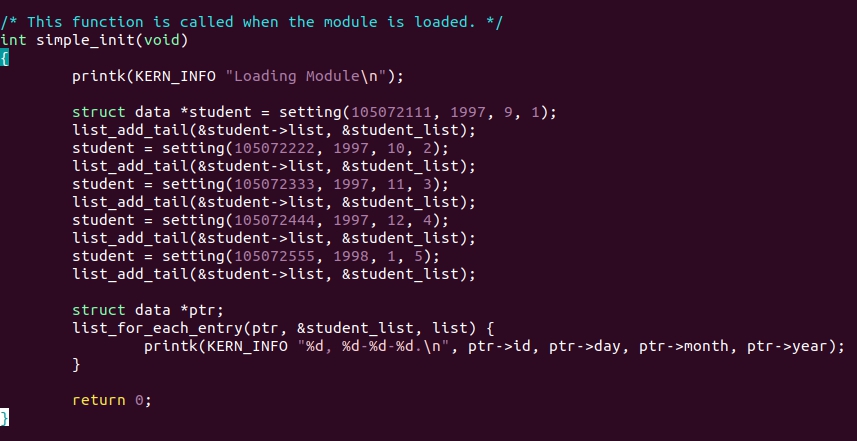 /* This function is called when the module is loaded. */
int simple_init(void)
{
        printk(KERN_INFO "Loading Module\n");

        struct data *student = setting(105072111, 1997, 9, 1);
        list_add_tail(&student->list, &student_list);
        student = setting(105072222, 1997, 10, 2);
        list_add_tail(&student->list, &student_list);
        student = setting(105072333, 1997, 11, 3);
        list_add_tail(&student->list, &student_list);
        student = setting(105072444, 1997, 12, 4);
        list_add_tail(&student->list, &student_list);
        student = setting(105072555, 1998, 1, 5);
        list_add_tail(&student->list, &student_list);

        struct data *ptr;
        list_for_each_entry(ptr, &student_list, list) {
                printk(KERN_INFO "%d, %d-%d-%d.\n", ptr->id, ptr->day, ptr->month, ptr->year);
        }

        return 0;
}